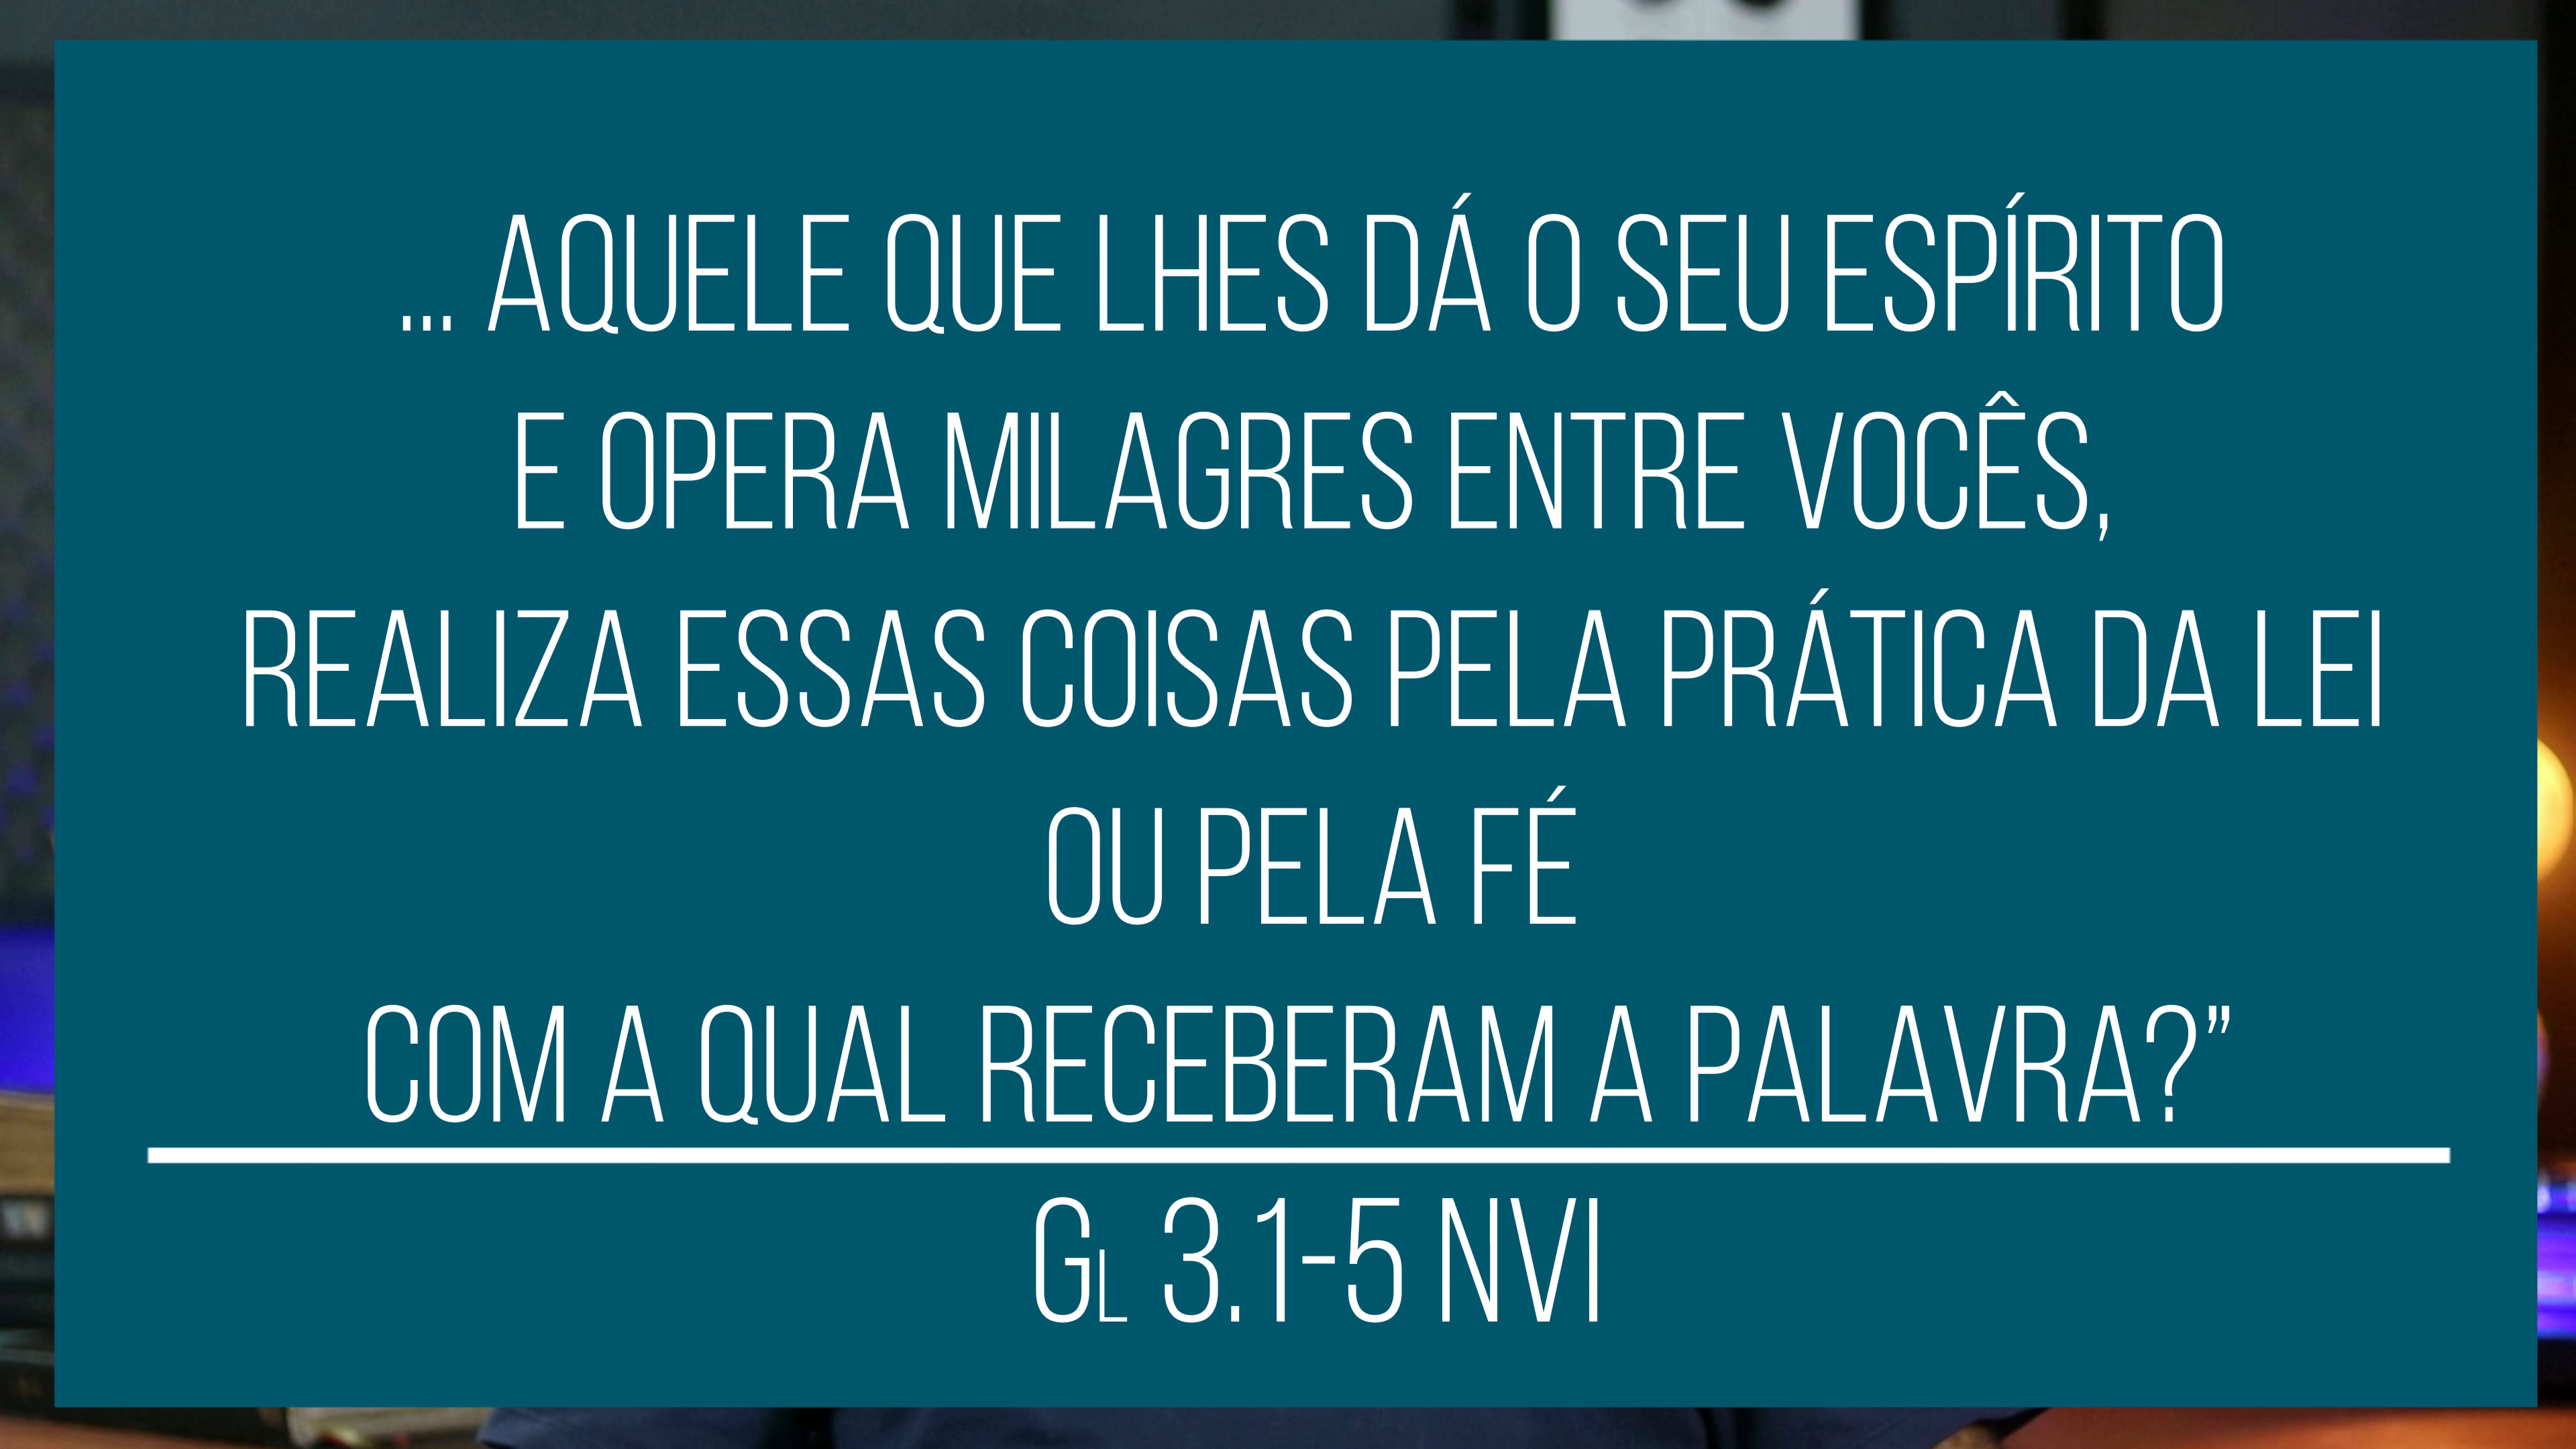 ... AQUELE QUE LHES DÁ O SEU ESPÍRITO
E OPERA MILAGRES ENTRE VOCÊS,
REALIZA ESSAS COISAS PELA PRÁTICA DA LEI
OU PELA FÉ
COM A QUAL RECEBERAM A PALAVRA?”
GL 3.1-5 NVI